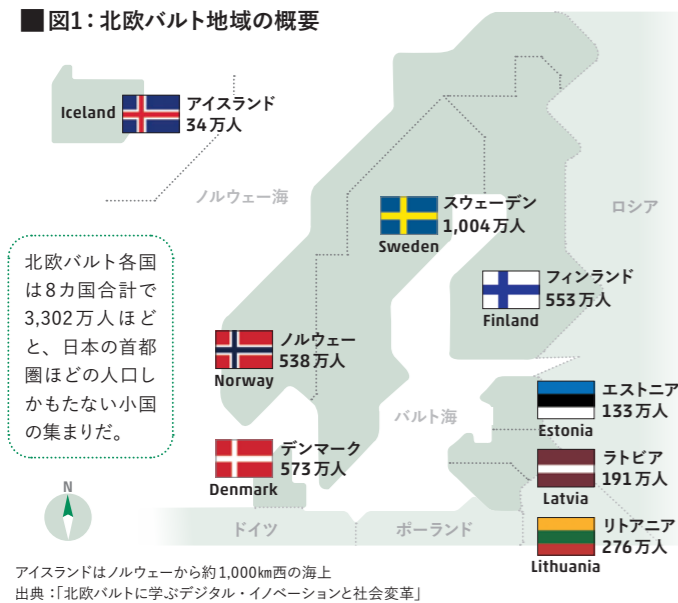 ■図1：北欧バルト地域の概要
Iceland
アイスランド
34万人
ノルウェー海
ロシア
スウェーデン
1,004万人
Sweden
北欧バルト各国
は8カ国合計で
3,302万人ほど
と、日本の首都
圏ほどの人口し
かもたない小国
の集まりだ。
フィンランド
553万人
Finland
ノルウェー
538万人
Norway
エストニア
133万人
Estonia
バルト海
デンマーク
573万人
Denmark
ラトビア
191万人
Latvia
N
ドイツ
ポーランド
リトアニア
276万人
Lithuania
アイスランドはノルウェーから約1,000km西の海上
出典：「北欧バルトに学ぶデジタル・イノベーションと社会変革」